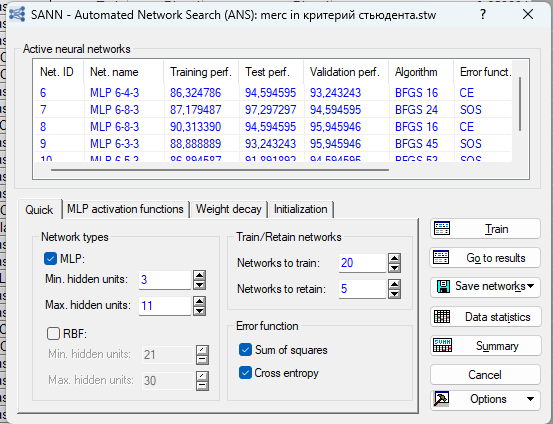 SANN - Automated Network Search (ANS): merc in критерий стьюдента.stw
Active neural networks
Net. ID Net. name Training perf. Test perf. Validation perf. Algorithm Error funct.
6 MLP 6-4-3 86,324786 94,594595 93,243243 BFGS 16 CE
7 MLP 6-8-3 87,179487 97,297297 94,594595 BFGS 24 SOS
8 MLP 6-8-3 90,313390 94,594595 95,945946 BFGS 16 CE
9 MLP 6-3-3 88,888889 93,243243 95,945946 BFGS 45 SOS
10 MLP 6-5-3 86,894587 91,891892 94,594595 BFGS 53 SOS
Quick MLP activation functions Weight decay Initialization
Network types
MLP:
Min. hidden units: 3
Max. hidden units: 11
RBF:
Min. hidden units: 21
Max. hidden units: 30
Train/Retain networks
Networks to train: 20
Networks to retain: 5
Error function
Sum of squares
Cross entropy
Train
Go to results
Save networks
Data statistics
SANN Summary
Cancel
Options